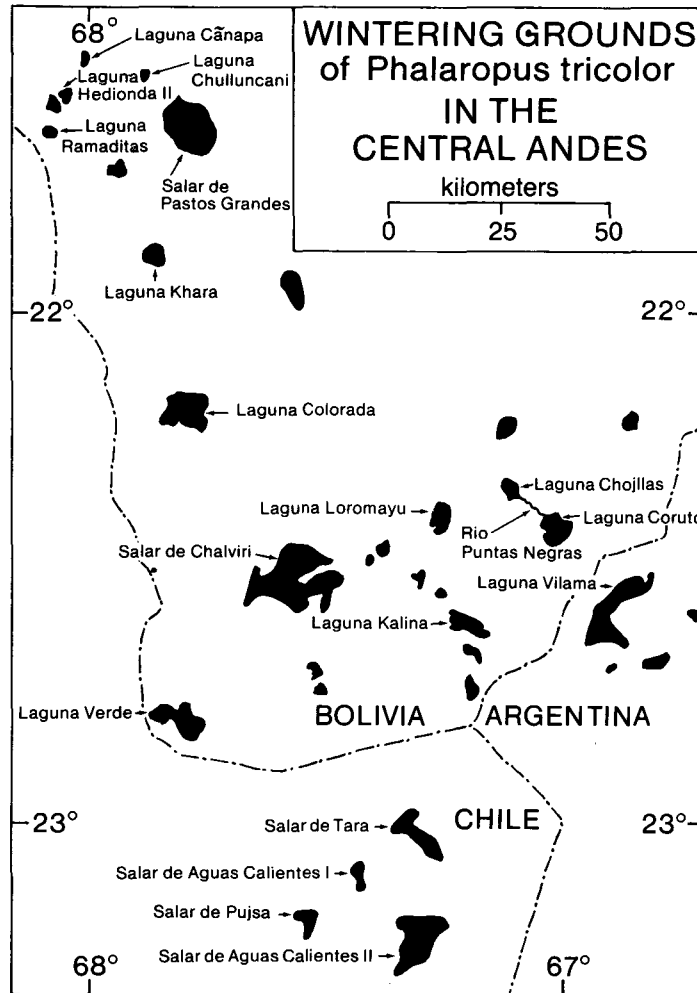 68°
Laguna Cãnapa
Laguna
Chulluncani
Laguna
Hedionda II
Laguna
Ramaditas
Salar de
Pastos Grandes
WINTERING GROUNDS
of Phalaropus tricolor
IN THE
CENTRAL ANDES
kilometers
0 25 50
Laguna Khara
22° 22°
Laguna Colorada
Laguna Chojllas
Laguna Loromayu
Laguna Coruto
Rio
Puntas Negras
Salar de Chalviri
Laguna Vilama
Laguna Kalina
Laguna Verde
BOLIVIA ARGENTINA
23° 23°
Salar de Tara
CHILE
Salar de Aguas Calientes I
Salar de Pujsa
Salar de Aguas Calientes II
68° 67°